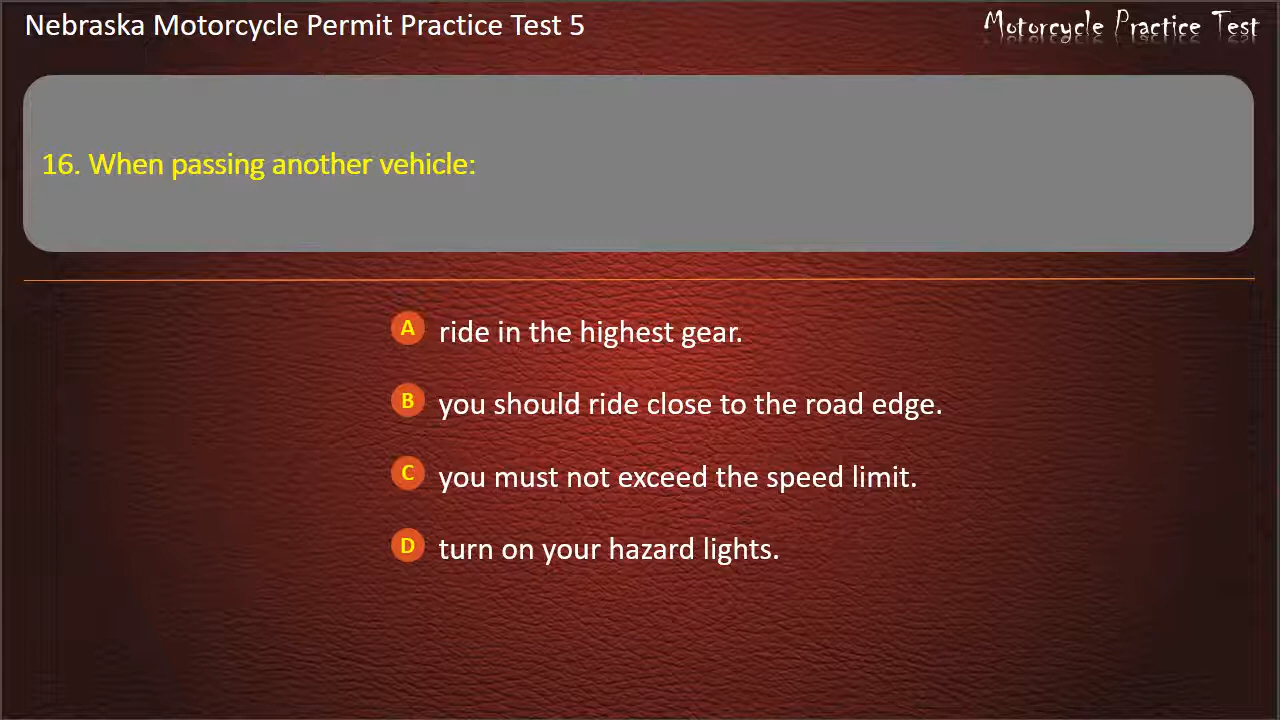 Nebraska Motorcycle Permit Practice Test 5
Motorcycle Practice Test
16. When passing another vehicle:
A ride in the highest gear.
B you should ride close to the road edge.
C you must not exceed the speed limit.
D turn on your hazard lights.